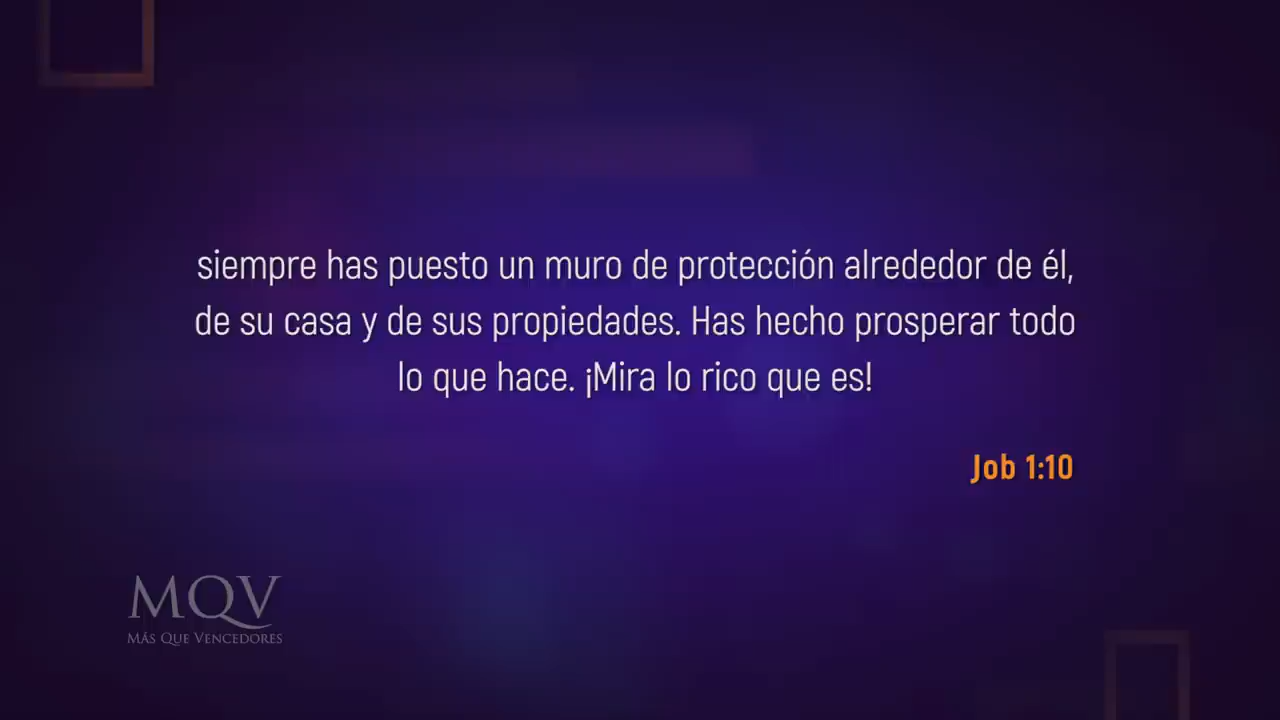 siempre has puesto un muro de protección alrededor de él,
de su casa y de sus propiedades. Has hecho prosperar todo
lo que hace. ¡Mira lo rico que es!
Job 1:10
MQV
MÁS QUE VENCEDORES